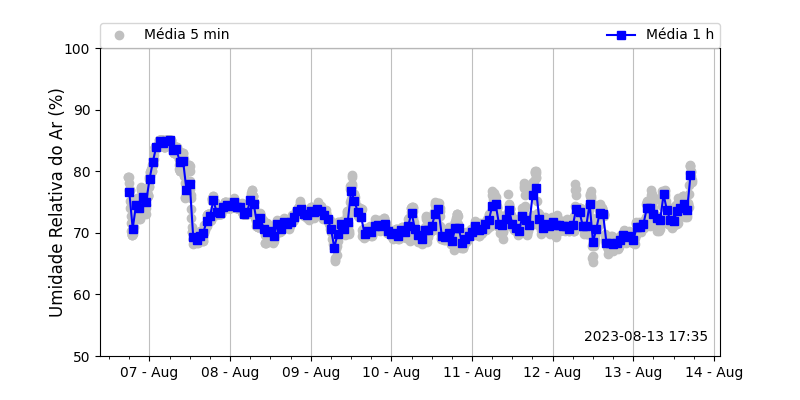 Média 5 min
Média 1 h
Umidade Relativa do Ar (%)
100
90
80
70
60
50
2023-08-13 17:35
07 - Aug
08 - Aug
09 - Aug
10 - Aug
11 - Aug
12 - Aug
13 - Aug
14 - Aug